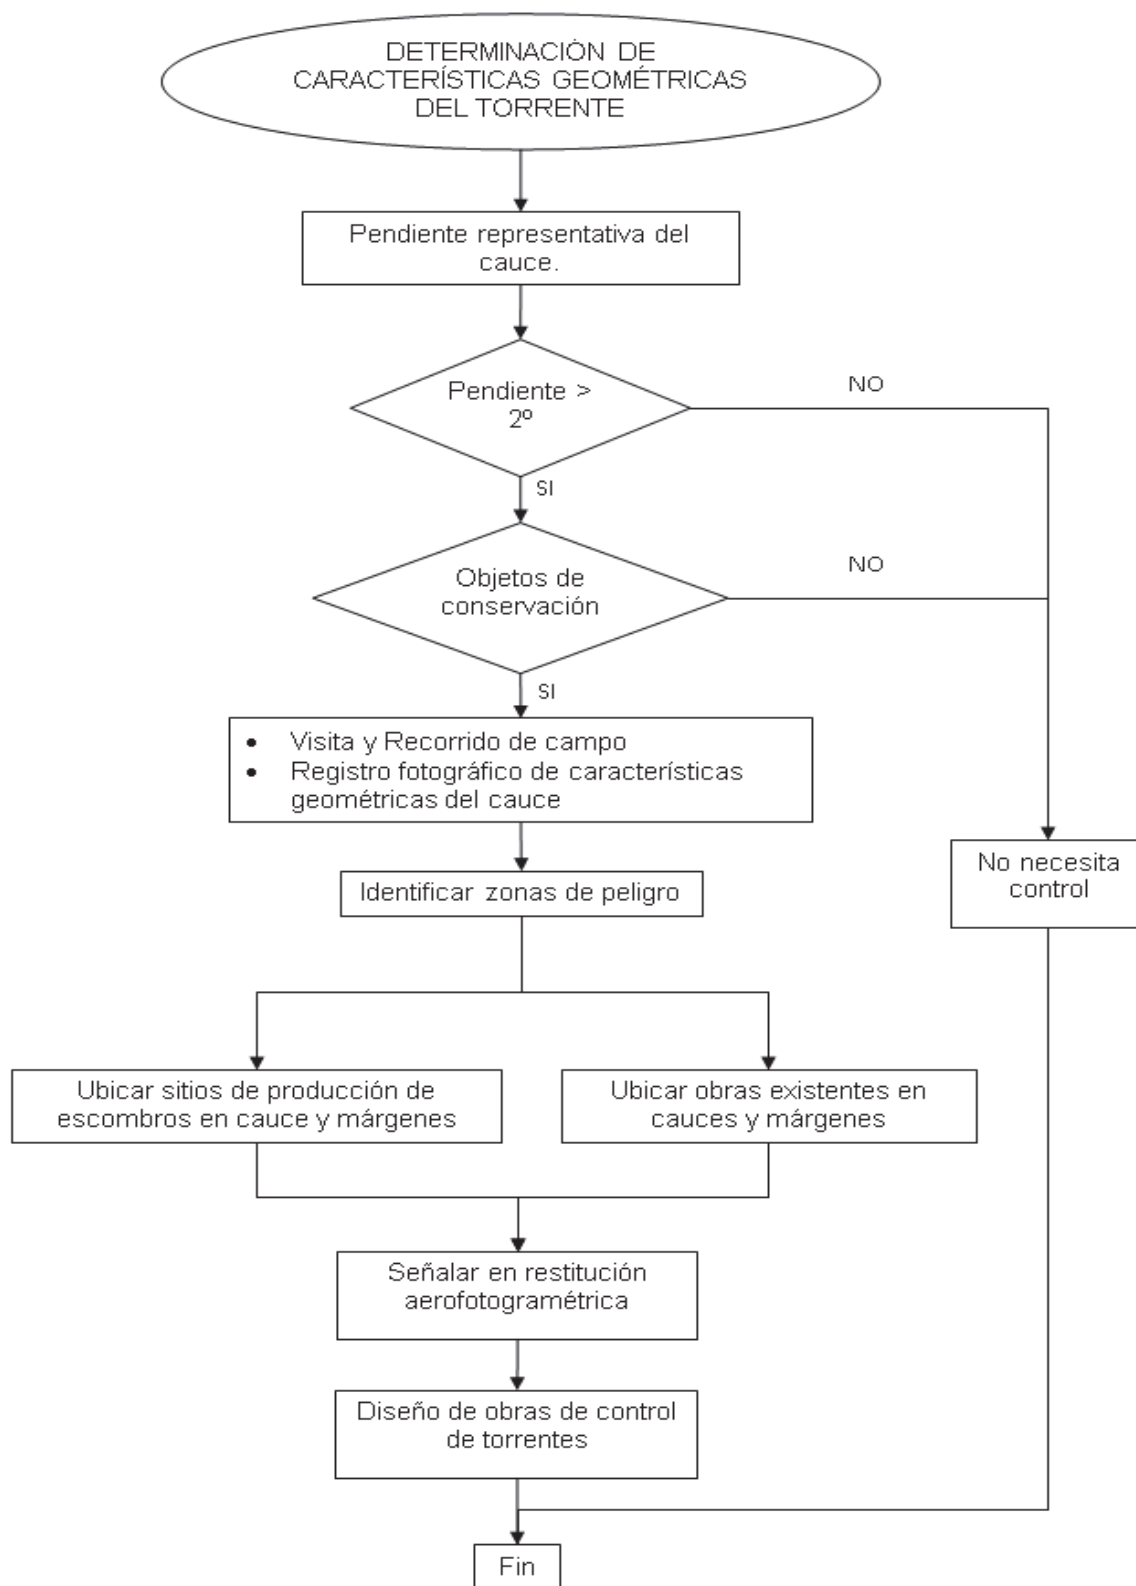 DETERMINACIÓN DE
CARACTERÍSTICAS GEOMÉTRICAS
DEL TORRENTE
Pendiente representativa del
cauce.
Pendiente >
2º
NO
SI
Objetos de
conservación
NO
SI
• Visita y Recorrido de campo
• Registro fotográfico de características
geométricas del cauce
No necesita
control
Identificar zonas de peligro
Ubicar sitios de producción de
escombros en cauce y márgenes
Ubicar obras existentes en
cauces y márgenes
Señalar en restitución
aerofotogramétrica
Diseño de obras de control
de torrentes
Fin